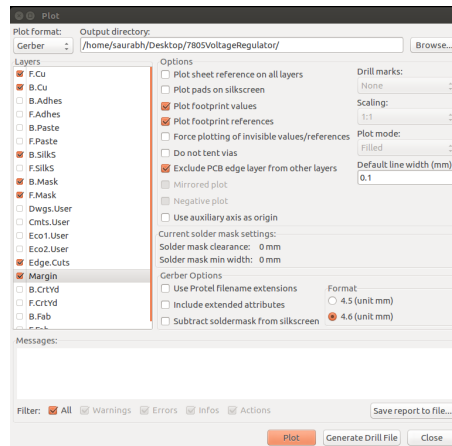 Plot
Plot format:
Output directory:
Gerber
/home/saurabh/Desktop/7805VoltageRegulator/
Browse...
Layers
F.Cu
B.Cu
B.Adhes
F.Adhes
B.Paste
F.Paste
B.SilkS
F.SilkS
B.Mask
F.Mask
Dwgs.User
Cmts.User
Eco1.User
Eco2.User
Edge.Cuts
Margin
B.CrtYd
F.CrtYd
B.Fab
Options
Plot sheet reference on all layers
Plot pads on silkscreen
Plot footprint values
Plot footprint references
Force plotting of invisible values/references
Do not tent vias
Exclude PCB edge layer from other layers
Mirrored plot
Negative plot
Use auxiliary axis as origin
Drill marks:
None
Scaling:
1:1
Plot mode:
Filled
Default line width (mm)
0.1
Current solder mask settings:
Solder mask clearance: 0 mm
Solder mask min width: 0 mm
Gerber Options
Use Protel filename extensions
Include extended attributes
Subtract soldermask from silkscreen
Format
4.5 (unit mm)
4.6 (unit mm)
Messages:
Filter: All Warnings Errors Infos Actions
Save report to file...
Plot
Generate Drill File
Close